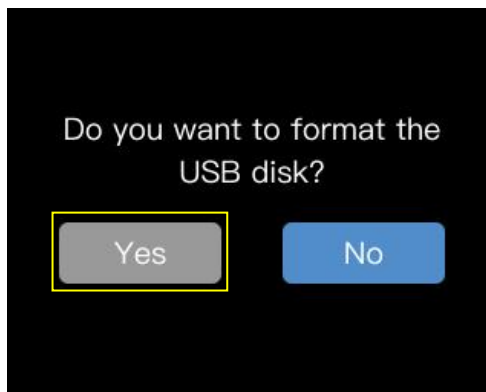 Do you want to format the
USB disk?
Yes
No